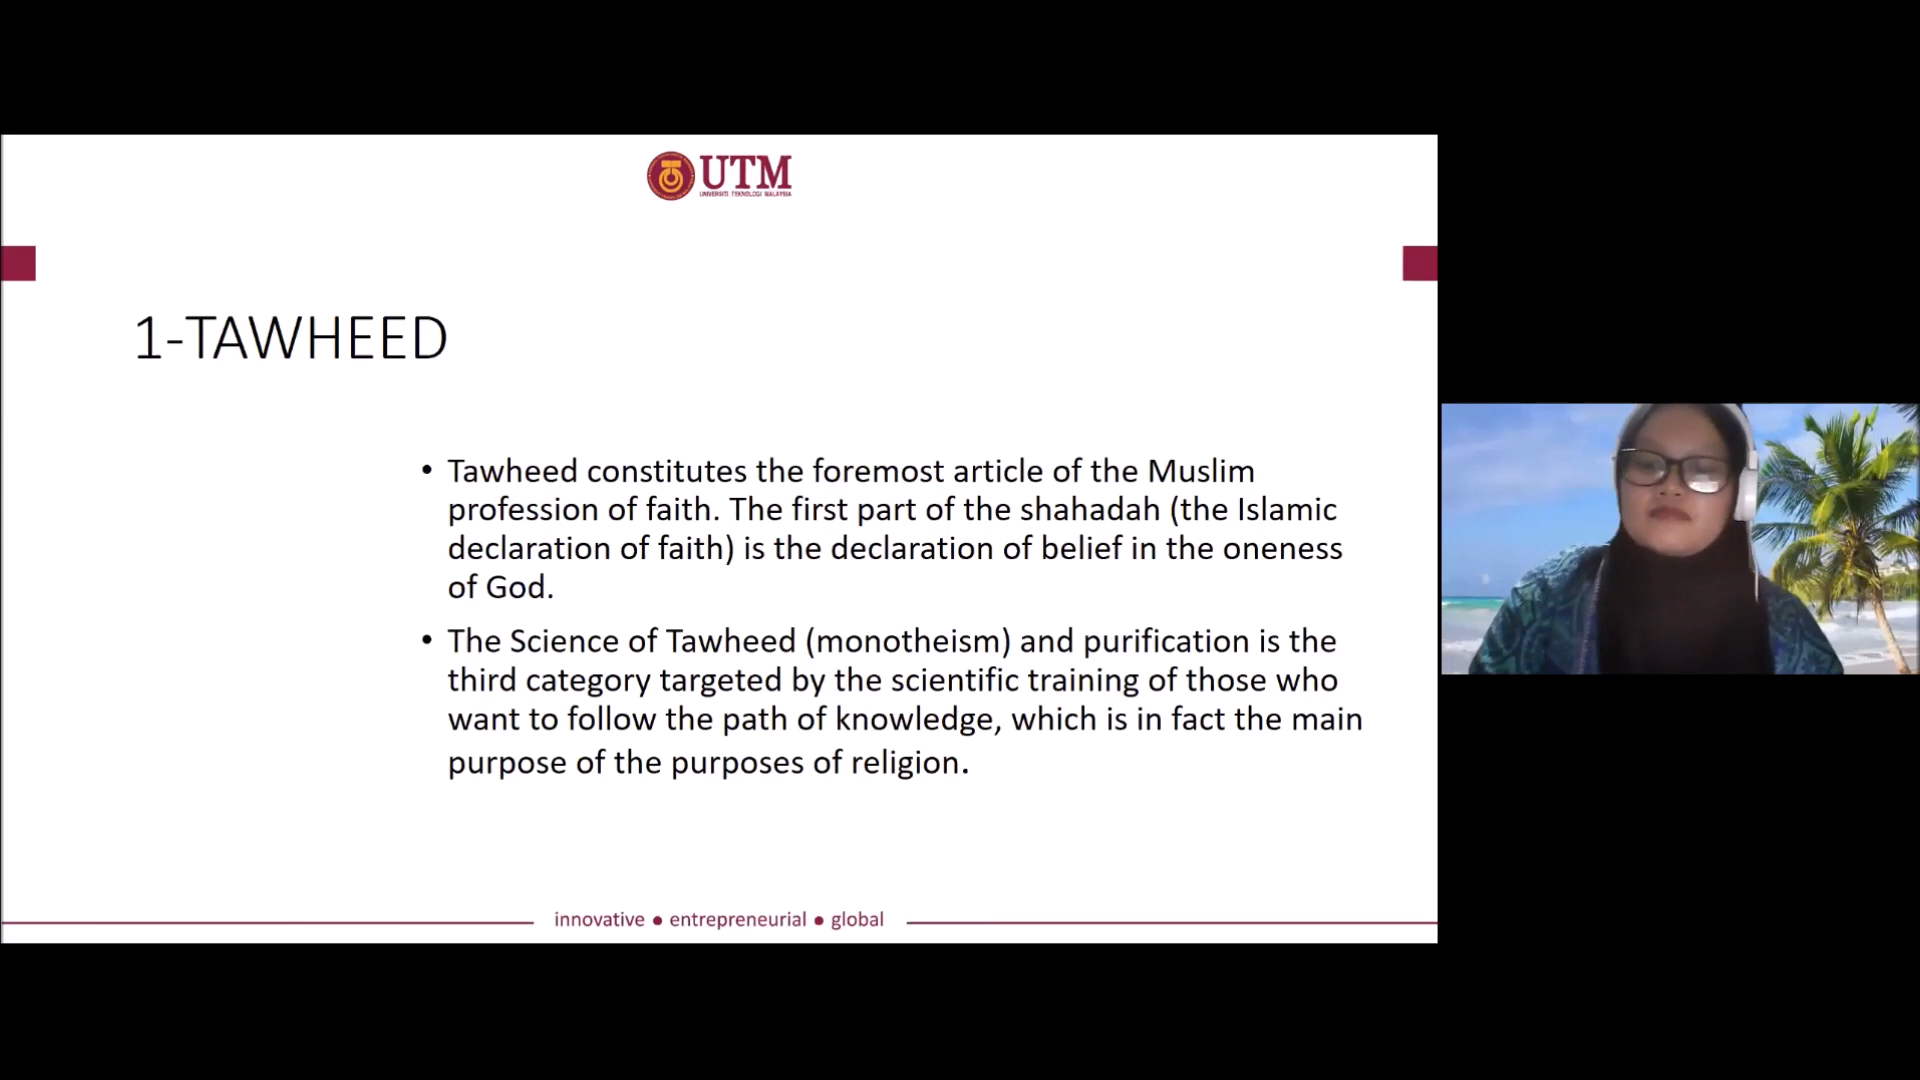 UTM
UNIVERSITI TEKNOLOGI MALAYSIA
1-TAWHEED
• Tawheed constitutes the foremost article of the Muslim
profession of faith. The first part of the shahadah (the Islamic
declaration of faith) is the declaration of belief in the oneness
of God.
• The Science of Tawheed (monotheism) and purification is the
third category targeted by the scientific training of those who
want to follow the path of knowledge, which is in fact the main
purpose of the purposes of religion.
innovative ● entrepreneurial ● global